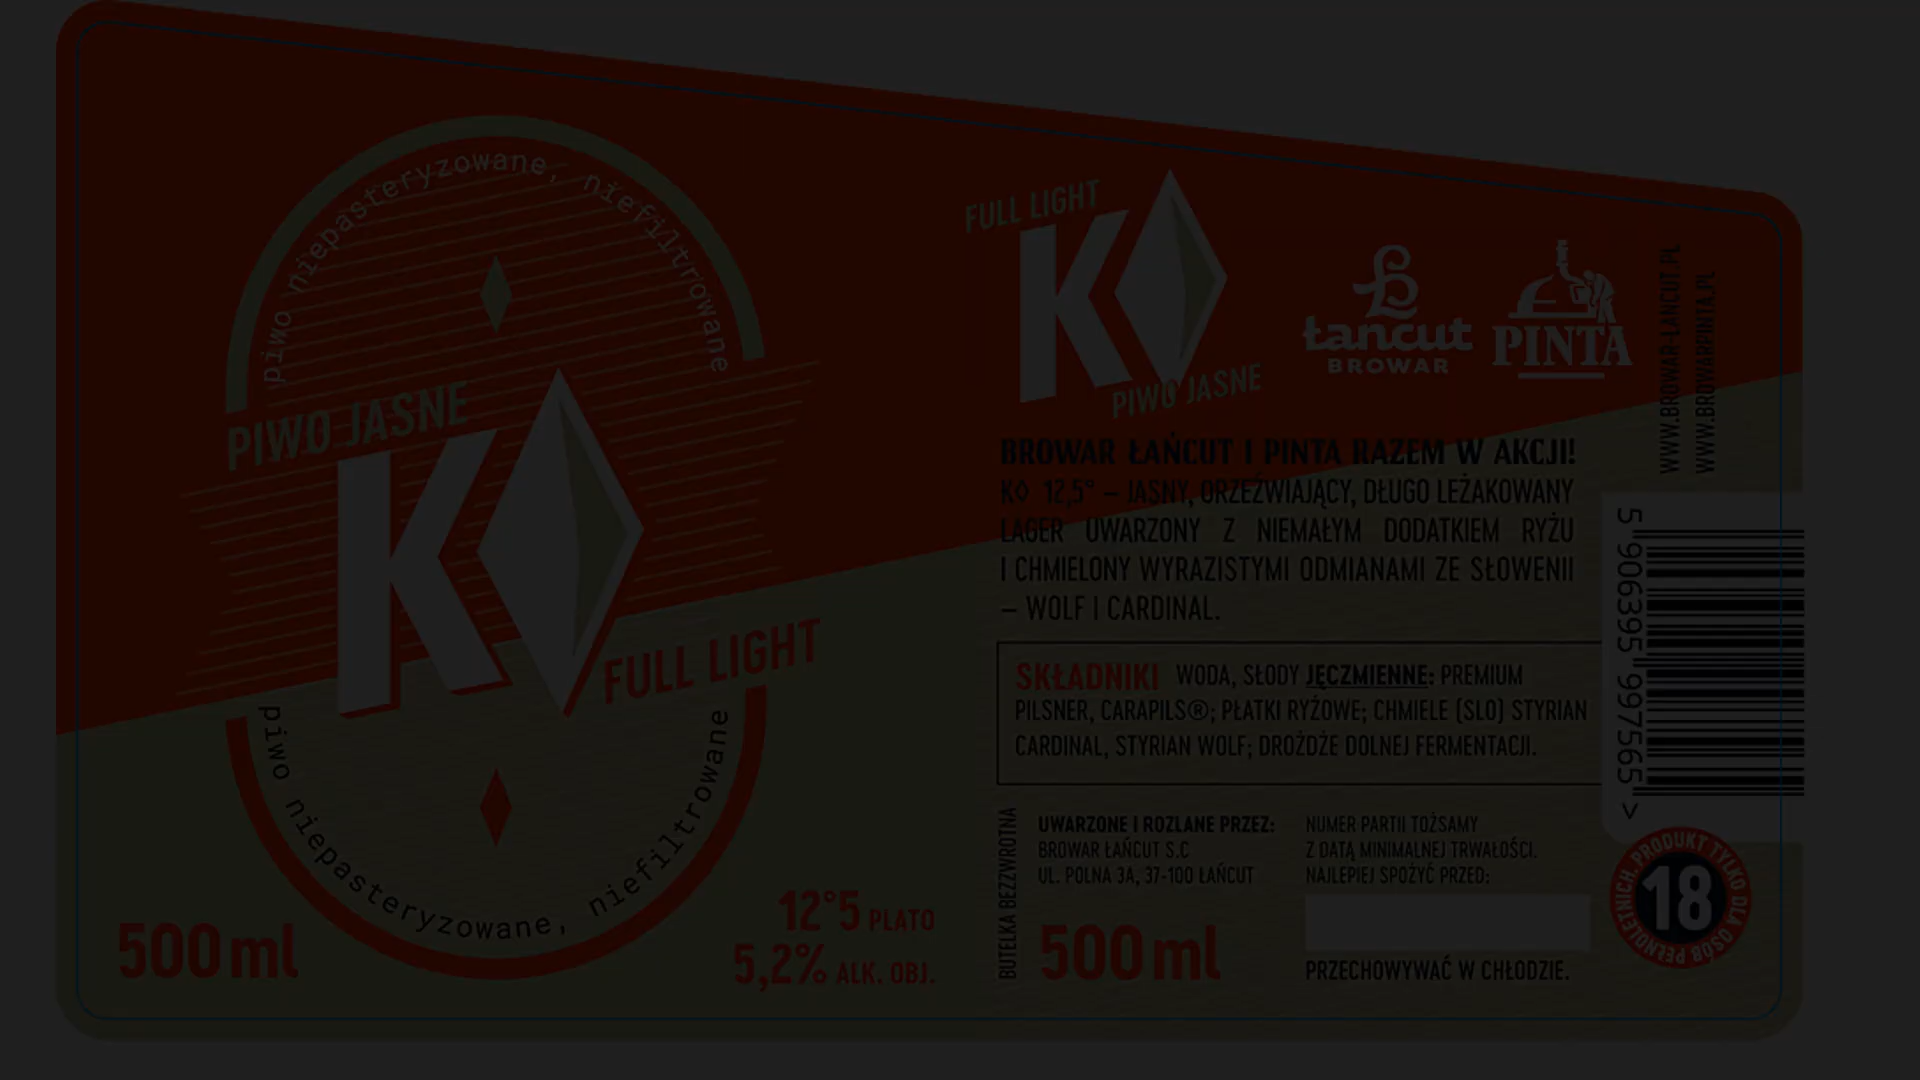 piwo niepasteryzowane, niefiltrowane
PIWO JASNE
K◊
FULL LIGHT
piwo niepasteryzowane, niefiltrowane
500 ml
12°5 PLATO
5,2% ALK. OBJ.
FULL LIGHT
K◊
PIWO JASNE
Łańcut
BROWAR
PINTA
WWW.BROWAR-LANCUT.PL
WWW.BROWARPINTA.PL
BROWAR ŁAŃCUT I PINTA RAZEM W AKCJI!
K◊ 12,5° – JASNY, ORZEŹWIAJĄCY, DŁUGO LEŻAKOWANY
LAGER UWARZONY Z NIEMAŁYM DODATKIEM RYŻU
I CHMIELONY WYRAZISTYMI ODMIANAMI ZE SŁOWENII
– WOLF I CARDINAL.
SKŁADNIKI WODA, SŁODY JĘCZMIENNE: PREMIUM
PILSNER, CARAPILS®; PŁATKI RYŻOWE; CHMIELE (SLO) STYRIAN
CARDINAL, STYRIAN WOLF; DROŻDŻE DOLNEJ FERMENTACJI.
5 906395 997565 >
BUTELKA BEZZWROTNA
UWARZONE I ROZLANE PRZEZ:
BROWAR ŁAŃCUT S.C
UL. POLNA 3A, 37-100 ŁAŃCUT
500 ml
NUMER PARTII TOŻSAMY
Z DATĄ MINIMALNEJ TRWAŁOŚCI.
NAJLEPIEJ SPOŻYĆ PRZED:
PRZECHOWYWAĆ W CHŁODZIE.
PRODUKT TYLKO DLA OSÓB PEŁNOLETNICH.
18